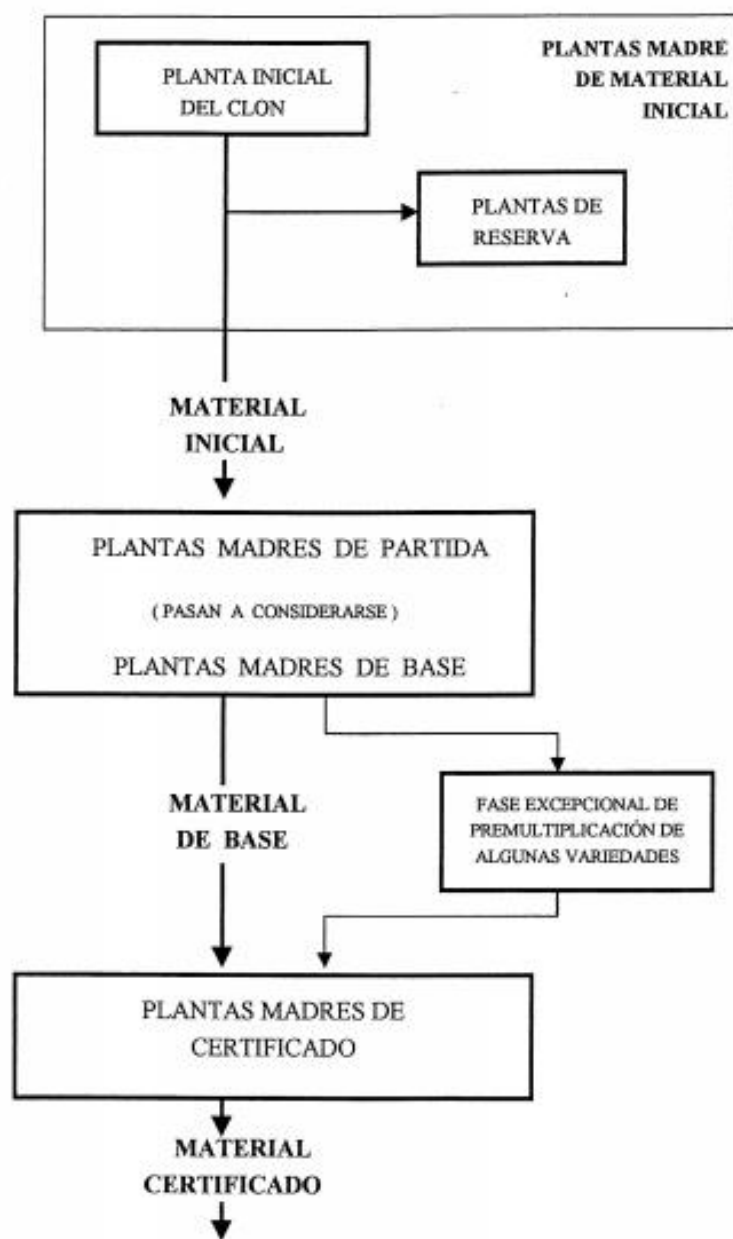 PLANTAS MADRE
DE MATERIAL
INICIAL
PLANTA INICIAL
DEL CLON
PLANTAS DE
RESERVA
MATERIAL
INICIAL
PLANTAS MADRES DE PARTIDA
( PASAN A CONSIDERARSE )
PLANTAS MADRES DE BASE
MATERIAL
DE BASE
FASE EXCEPCIONAL DE
PREMULTIPLICACIÓN DE
ALGUNAS VARIEDADES
PLANTAS MADRES DE
CERTIFICADO
MATERIAL
CERTIFICADO